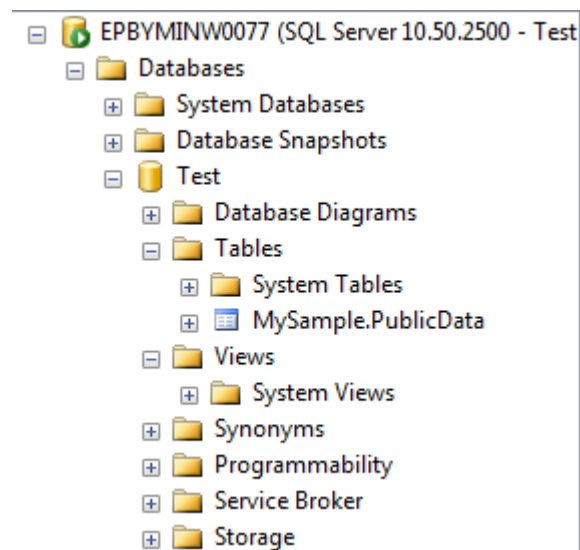 EPBYMINW0077 (SQL Server 10.50.2500 - Test
Databases
System Databases
Database Snapshots
Test
Database Diagrams
Tables
System Tables
MySample.PublicData
Views
System Views
Synonyms
Programmability
Service Broker
Storage